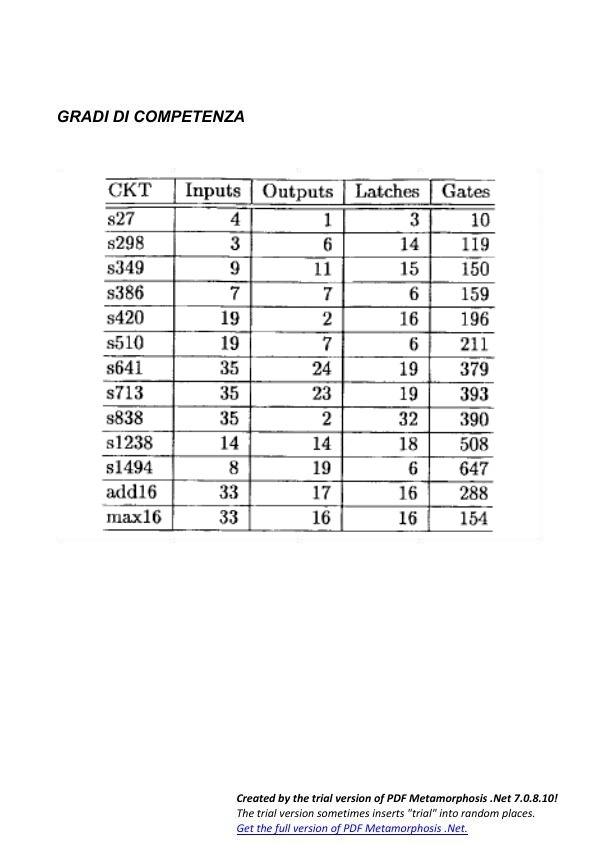 GRADI DI COMPETENZA
CKT Inputs Outputs Latches Gates
s27 4 1 3 10
s298 3 6 14 119
s349 9 11 15 150
s386 7 7 6 159
s420 19 2 16 196
s510 19 7 6 211
s641 35 24 19 379
s713 35 23 19 393
s838 35 2 32 390
s1238 14 14 18 508
s1494 8 19 6 647
add16 33 17 16 288
max16 33 16 16 154
Created by the trial version of PDF Metamorphosis .Net 7.0.8.10!
The trial version sometimes inserts "trial" into random places.
Get the full version of PDF Metamorphosis .Net.